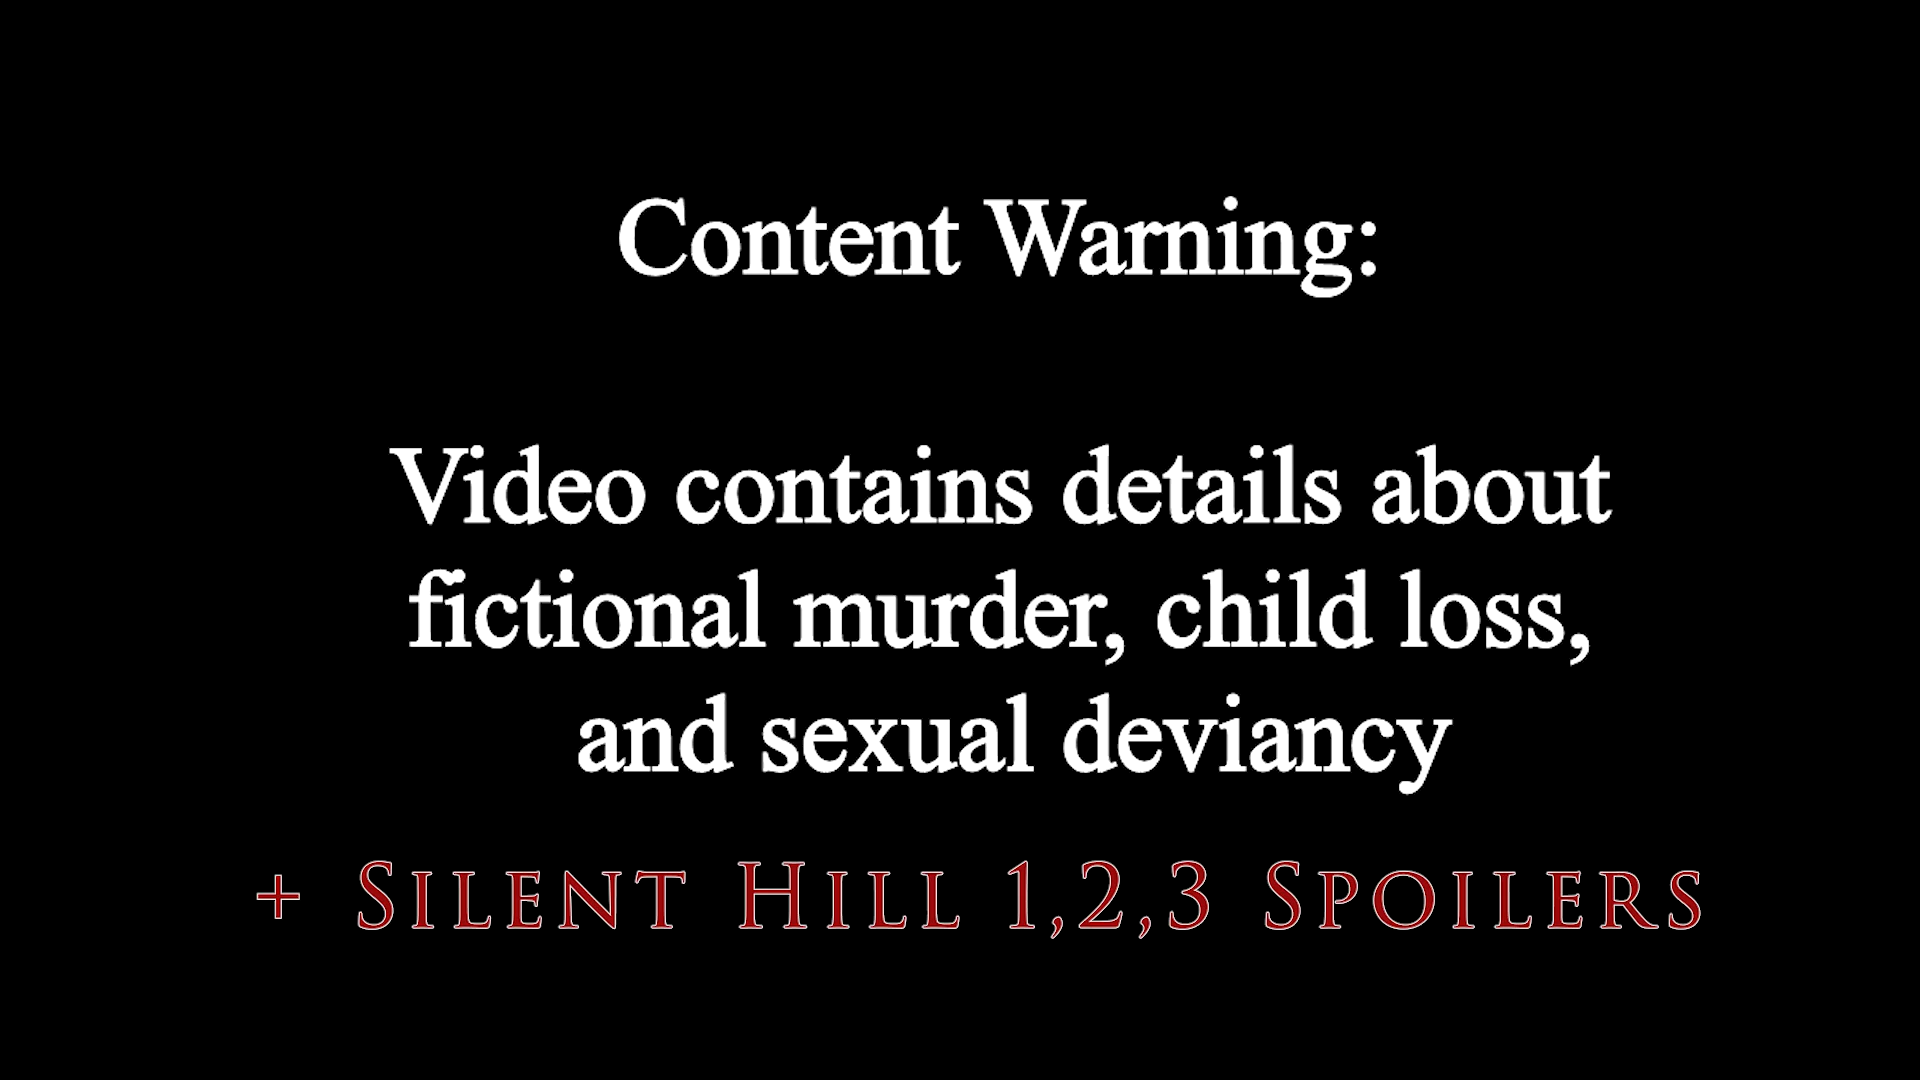 Content Warning:
Video contains details about
fictional murder, child loss,
and sexual deviancy
+ Silent Hill 1,2,3 Spoilers